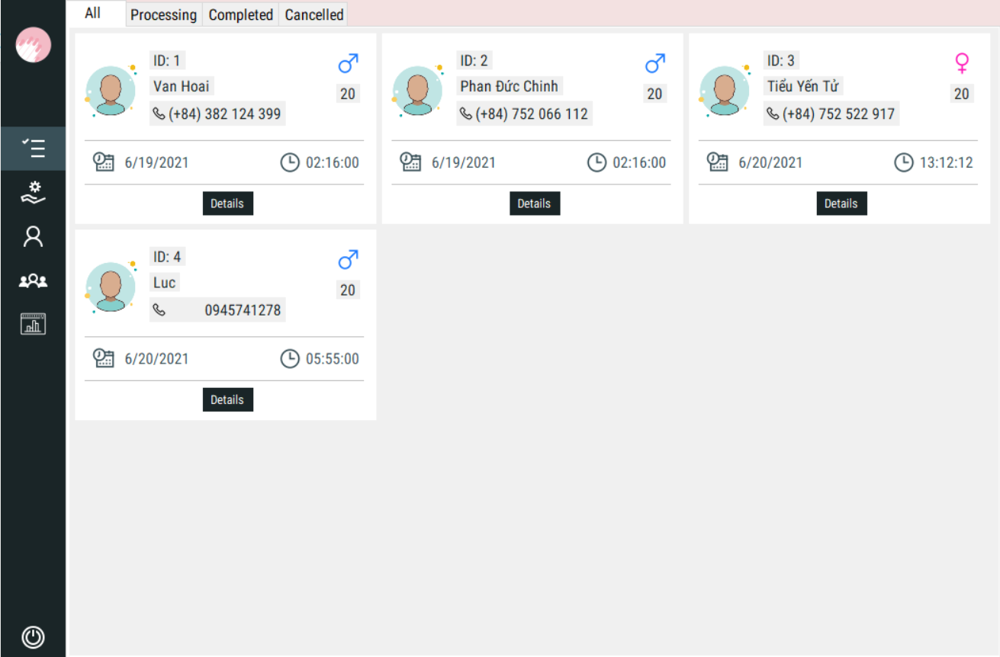 All Processing Completed Cancelled
ID: 1
Van Hoai
20
(+84) 382 124 399
6/19/2021 02:16:00
Details
ID: 2
Phan Đức Chinh
20
(+84) 752 066 112
6/19/2021 02:16:00
Details
ID: 3
Tiểu Yến Tử
20
(+84) 752 522 917
6/20/2021 13:12:12
Details
ID: 4
Luc
20
0945741278
6/20/2021 05:55:00
Details